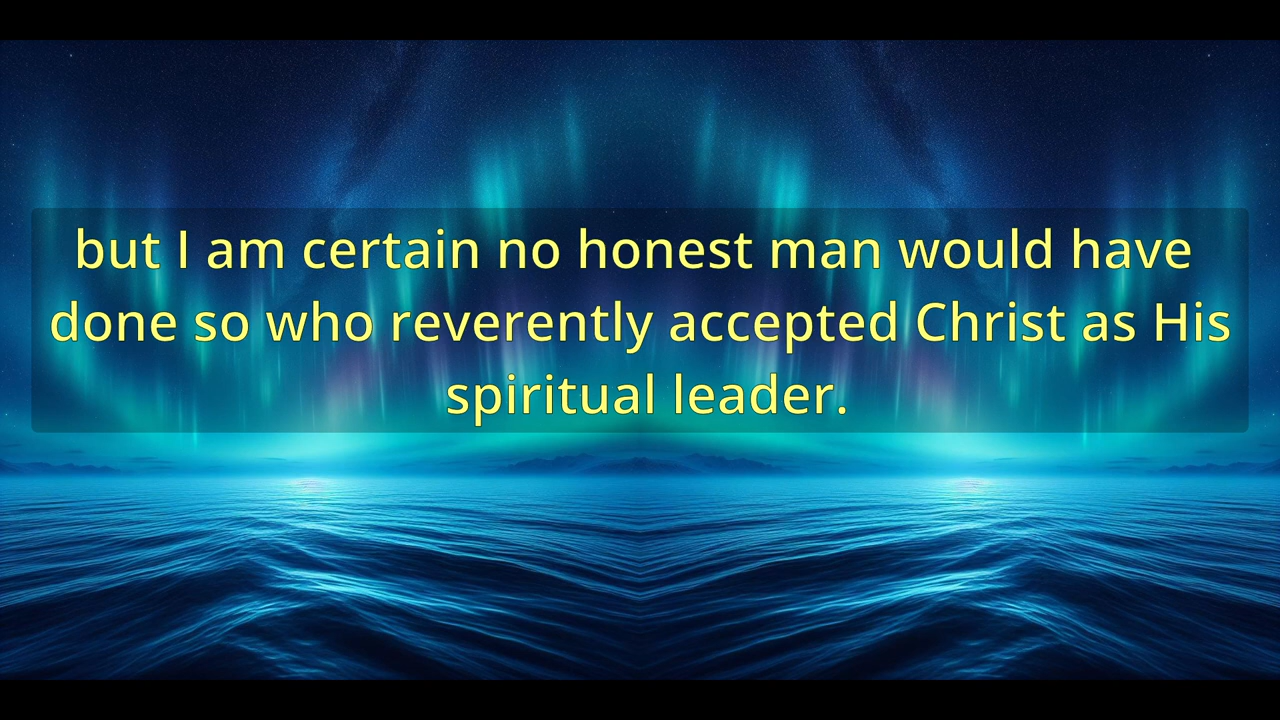 but I am certain no honest man would have
done so who reverently accepted Christ as His
spiritual leader.